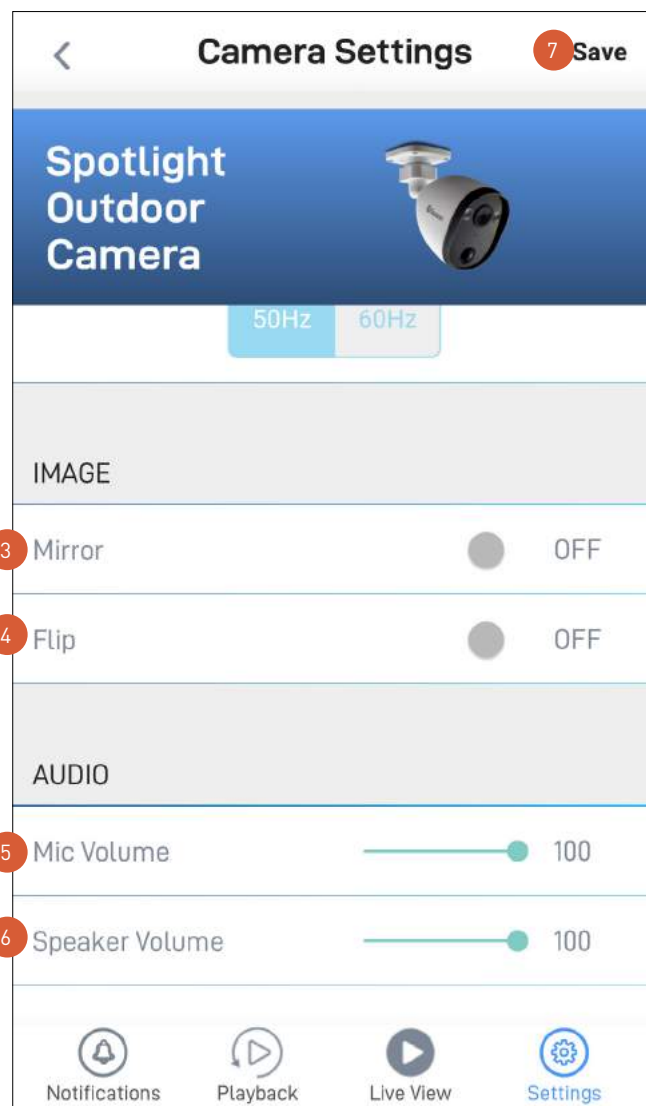 Camera Settings
7 Save
Spotlight
Outdoor
Camera
50Hz 60Hz
IMAGE
3 Mirror OFF
4 Flip OFF
AUDIO
5 Mic Volume 100
6 Speaker Volume 100
Notifications Playback Live View Settings